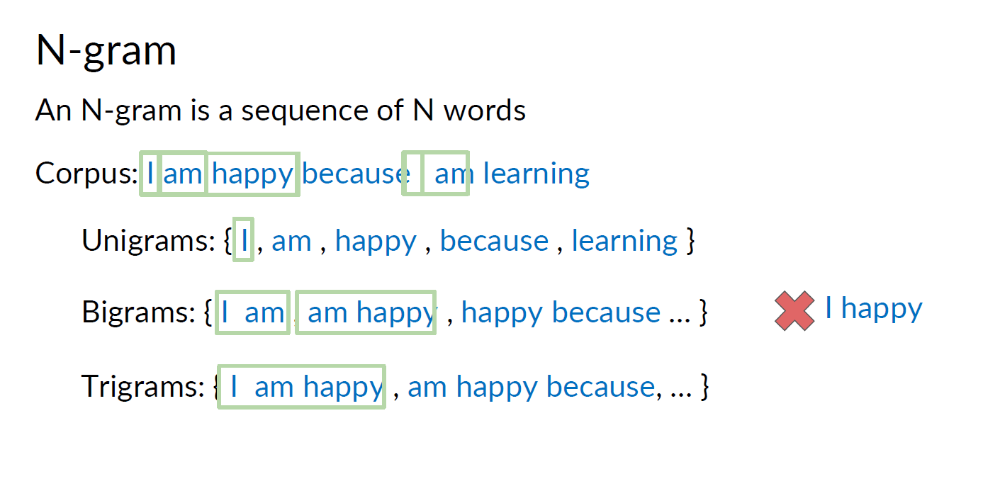 N-gram
An N-gram is a sequence of N words
Corpus: I am happy because am learning
Unigrams: { I , am , happy , because , learning }
Bigrams: { I am , am happy , happy because ... }
I happy
Trigrams: { I am happy , am happy because, ... }